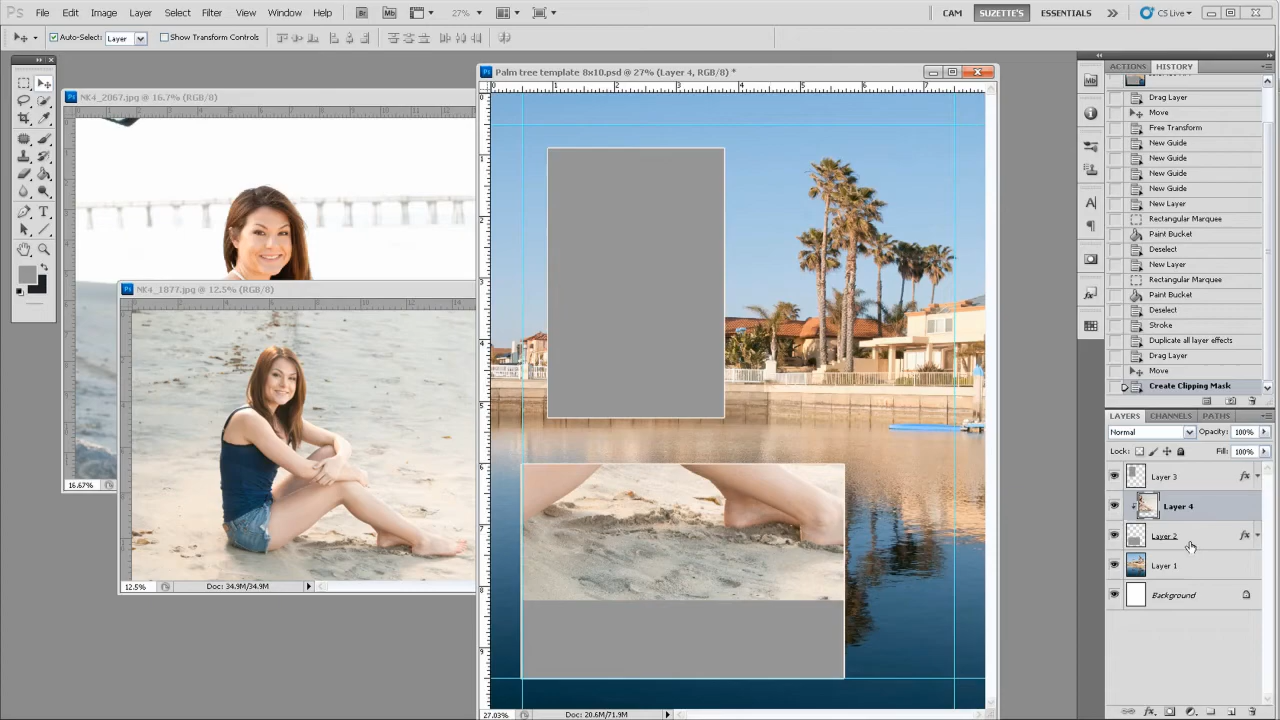 Ps File Edit Image Layer Select Filter Analysis View Window Help Br Mb 27% CAM SUZETTE'S ESSENTIALS CS Live
Auto-Select: Layer Show Transform Controls
NK4_2067.jpg @ 16.7% (RGB/8)
16.67%
NK4_1877.jpg @ 12.5% (RGB/8)
12.5% Doc: 34.9M/34.9M
Palm tree template 8x10.psd @ 27% (Layer 4, RGB/8) *
27.03% Doc: 20.6M/71.9M
ACTIONS HISTORY
Drag Layer
Move
Free Transform
New Guide
New Guide
New Guide
New Guide
New Layer
Rectangular Marquee
Paint Bucket
Deselect
New Layer
Rectangular Marquee
Paint Bucket
Deselect
Stroke
Duplicate all layer effects
Drag Layer
Move
Create Clipping Mask
LAYERS CHANNELS PATHS
Normal Opacity: 100%
Lock: Fill: 100%
Layer 3 fx
Layer 4
Layer 2 fx
Layer 1
Background